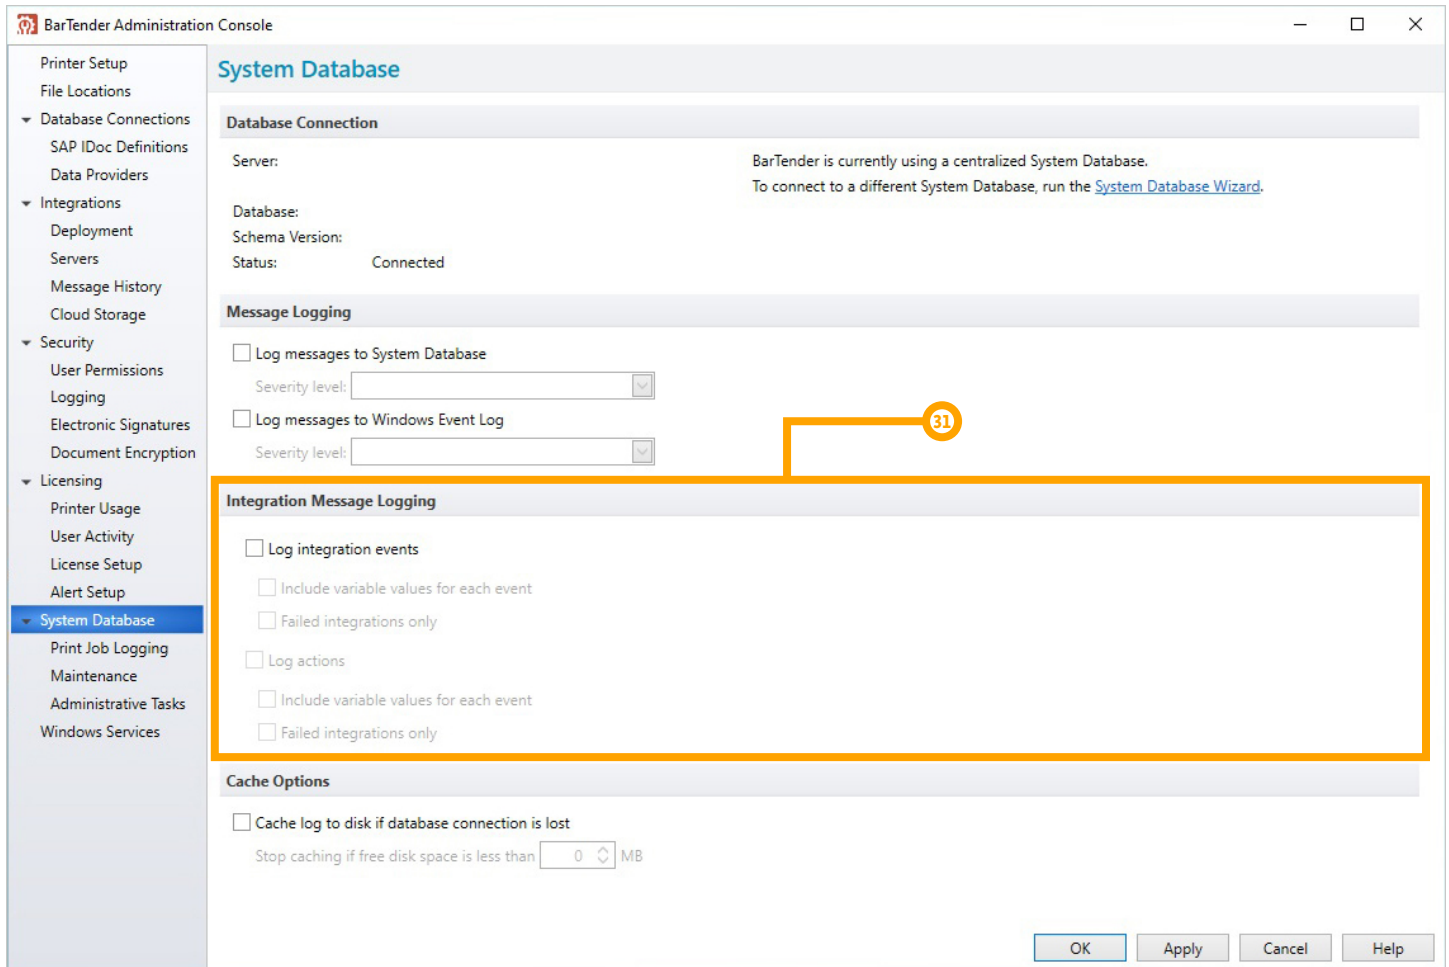 BarTender Administration Console
Printer Setup
File Locations
Database Connections
SAP IDoc Definitions
Data Providers
Integrations
Deployment
Servers
Message History
Cloud Storage
Security
User Permissions
Logging
Electronic Signatures
Document Encryption
Licensing
Printer Usage
User Activity
License Setup
Alert Setup
System Database
Print Job Logging
Maintenance
Administrative Tasks
Windows Services
System Database
Database Connection
Server:
BarTender is currently using a centralized System Database.
To connect to a different System Database, run the System Database Wizard.
Database:
Schema Version:
Status: Connected
Message Logging
Log messages to System Database
Severity level:
Log messages to Windows Event Log
Severity level:
31
Integration Message Logging
Log integration events
Include variable values for each event
Failed integrations only
Log actions
Include variable values for each event
Failed integrations only
Cache Options
Cache log to disk if database connection is lost
Stop caching if free disk space is less than 0 MB
OK Apply Cancel Help